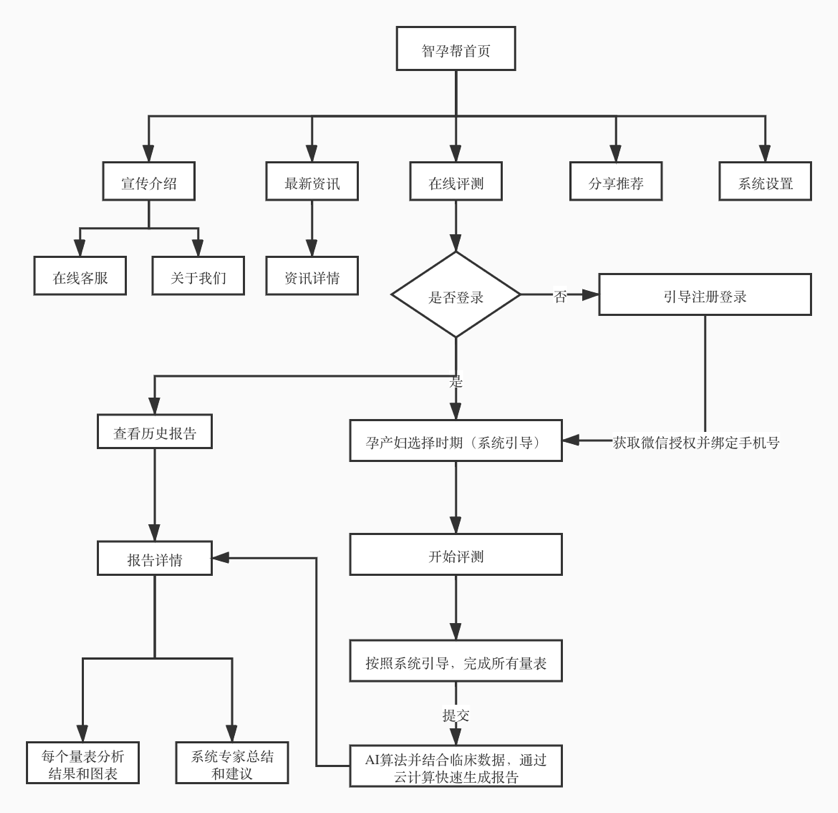 智孕帮首页
宣传介绍
最新资讯
在线评测
分享推荐
系统设置
在线客服
关于我们
资讯详情
是否登录
否
引导注册登录
是
查看历史报告
孕产妇选择时期（系统引导）
获取微信授权并绑定手机号
报告详情
开始评测
按照系统引导，完成所有量表
提交
每个量表分析
结果和图表
系统专家总结
和建议
AI算法并结合临床数据，通过
云计算快速生成报告